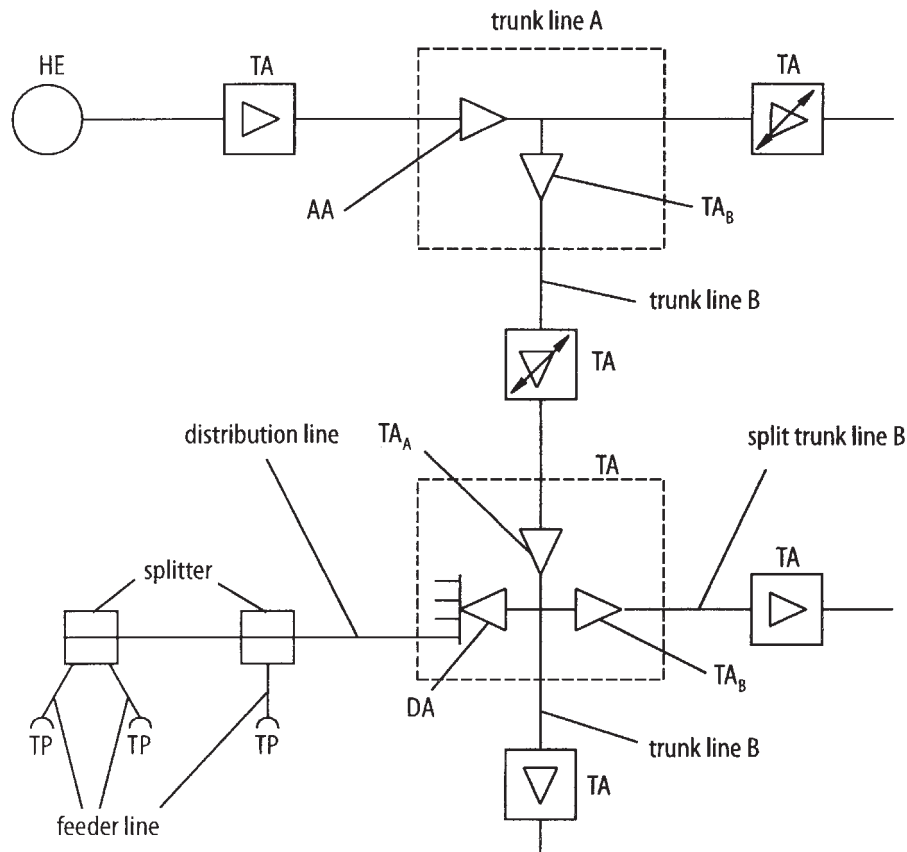 trunk line A
HE
TA
TA
AA
TA_B
trunk line B
TA
distribution line
TA_A
split trunk line B
TA
splitter
TA
DA
TA_B
TP
TP
TP
trunk line B
feeder line
TA